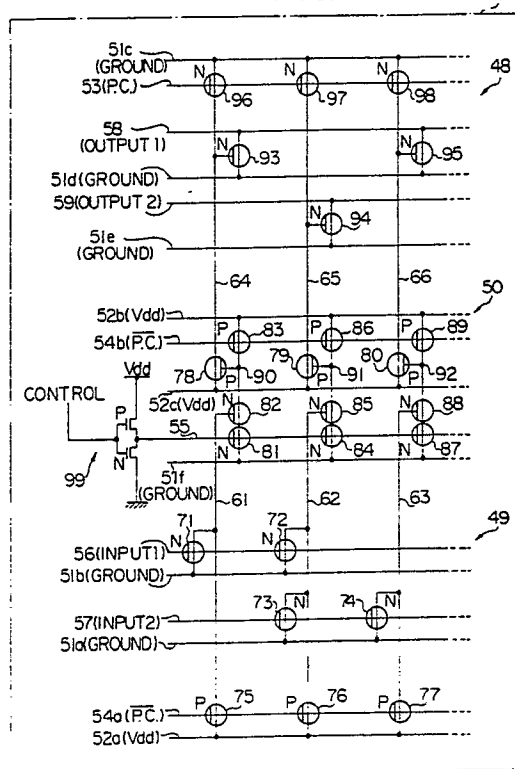 51c
(GROUND)
53(P.C.)
N N N
96 97 98
48
58
(OUTPUT 1)
N N
93 95
51d(GROUND)
59(OUTPUT 2)
N
94
51e
(GROUND)
64 65 66
52b(Vdd)
50
54b(P.C.)
P 83 P 86 P 89
78 79 80
P P P
90 91 92
Vdd
52c(Vdd)
CONTROL
N 82 N 85 N 88
P
55
N
N 81 N 84 N 87
99
51f
(GROUND)
61 62 63
71 72
N N
49
56(INPUT1)
51b(GROUND)
73 N 74 N
57(INPUT2)
51a(GROUND)
P 75 P 76 P 77
54a(P.C.)
52a(Vdd)